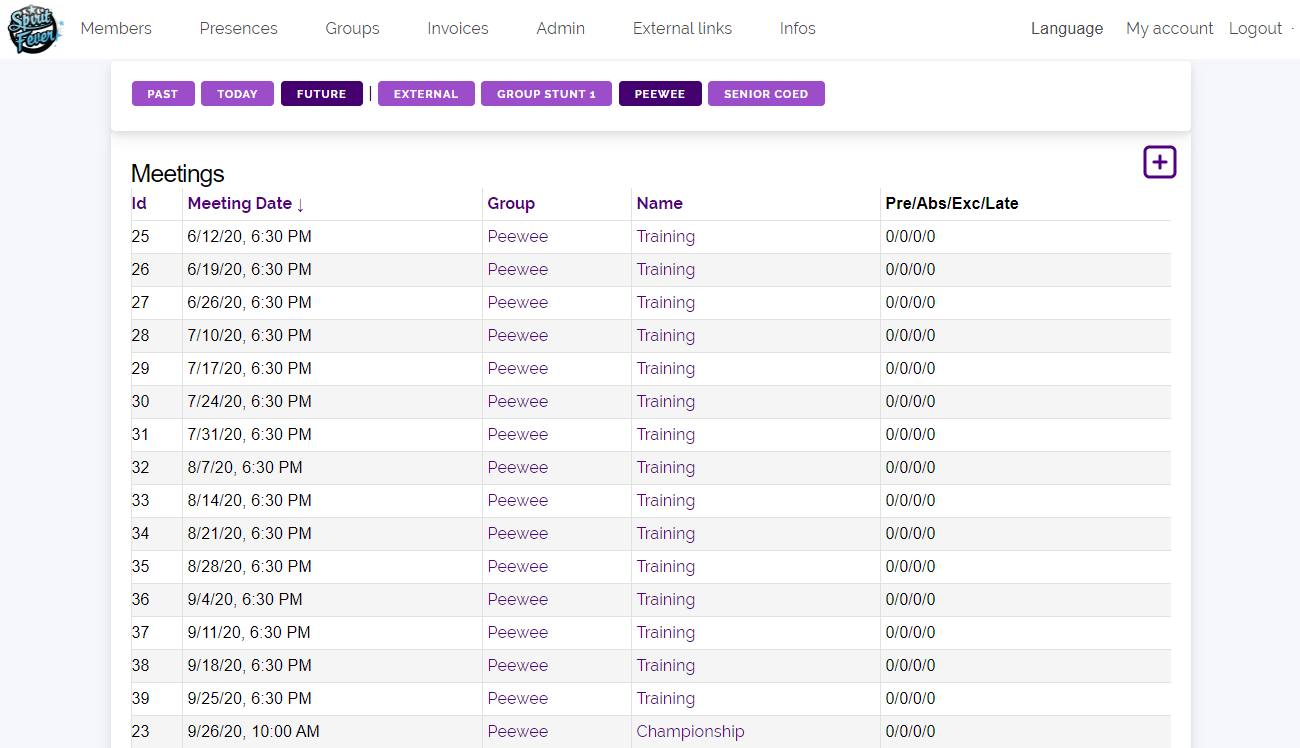 Spirit Fever Members Presences Groups Invoices Admin External links Infos Language My account Logout
PAST TODAY FUTURE | EXTERNAL GROUP STUNT 1 PEEWEE SENIOR COED
Meetings
Id Meeting Date ↓ Group Name Pre/Abs/Exc/Late
25 6/12/20, 6:30 PM Peewee Training 0/0/0/0
26 6/19/20, 6:30 PM Peewee Training 0/0/0/0
27 6/26/20, 6:30 PM Peewee Training 0/0/0/0
28 7/10/20, 6:30 PM Peewee Training 0/0/0/0
29 7/17/20, 6:30 PM Peewee Training 0/0/0/0
30 7/24/20, 6:30 PM Peewee Training 0/0/0/0
31 7/31/20, 6:30 PM Peewee Training 0/0/0/0
32 8/7/20, 6:30 PM Peewee Training 0/0/0/0
33 8/14/20, 6:30 PM Peewee Training 0/0/0/0
34 8/21/20, 6:30 PM Peewee Training 0/0/0/0
35 8/28/20, 6:30 PM Peewee Training 0/0/0/0
36 9/4/20, 6:30 PM Peewee Training 0/0/0/0
37 9/11/20, 6:30 PM Peewee Training 0/0/0/0
38 9/18/20, 6:30 PM Peewee Training 0/0/0/0
39 9/25/20, 6:30 PM Peewee Training 0/0/0/0
23 9/26/20, 10:00 AM Peewee Championship 0/0/0/0